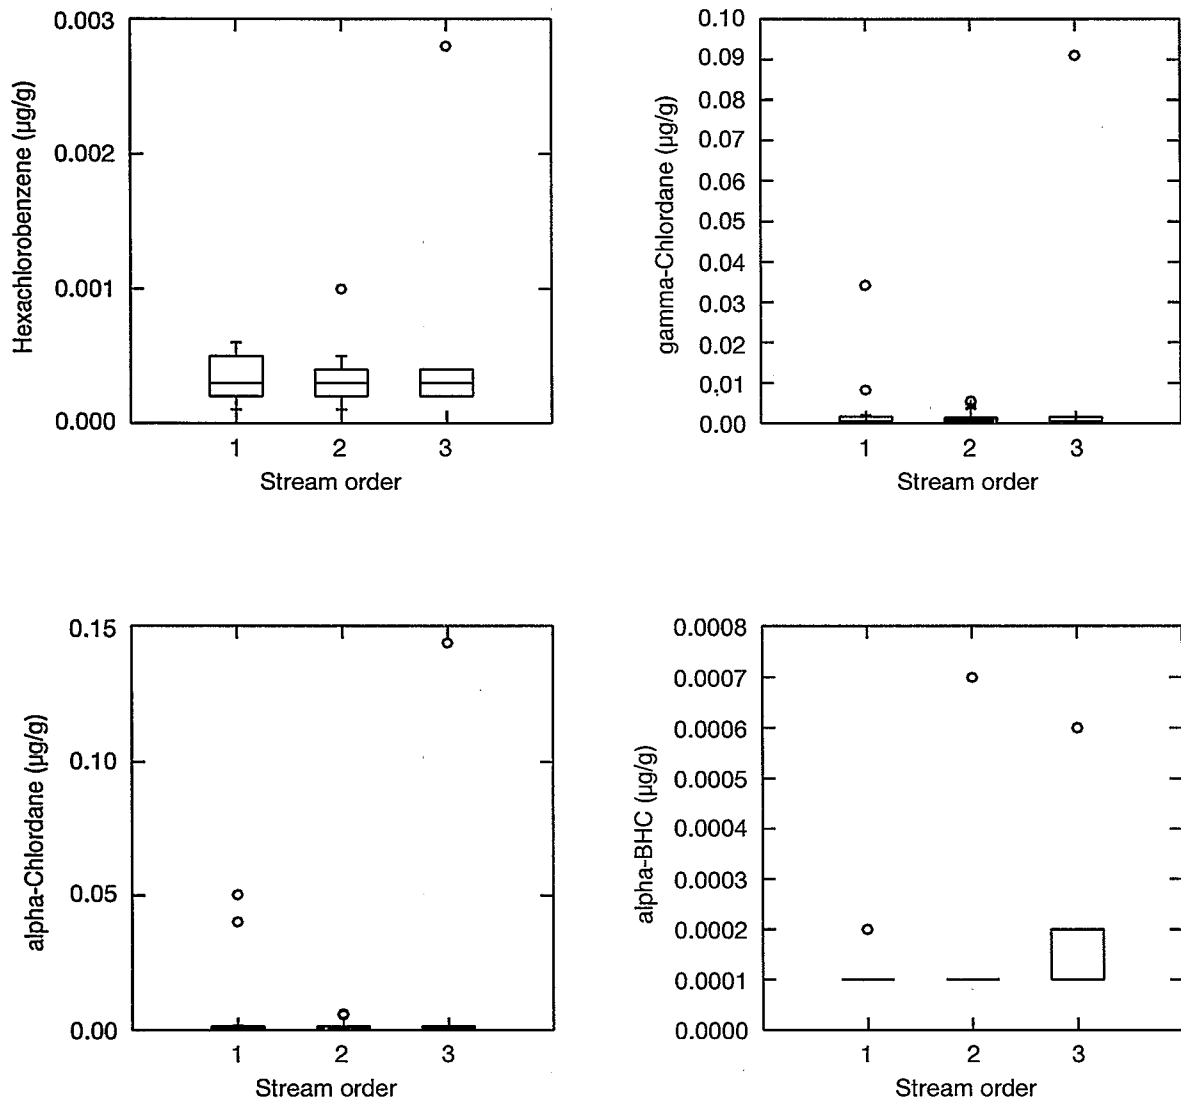 Hexachlorobenzene (µg/g)
0.003
0.002
0.001
0.000
1 2 3
Stream order
gamma-Chlordane (µg/g)
0.10
0.09
0.08
0.07
0.06
0.05
0.04
0.03
0.02
0.01
0.00
1 2 3
Stream order
alpha-Chlordane (µg/g)
0.15
0.10
0.05
0.00
1 2 3
Stream order
alpha-BHC (µg/g)
0.0008
0.0007
0.0006
0.0005
0.0004
0.0003
0.0002
0.0001
0.0000
1 2 3
Stream order